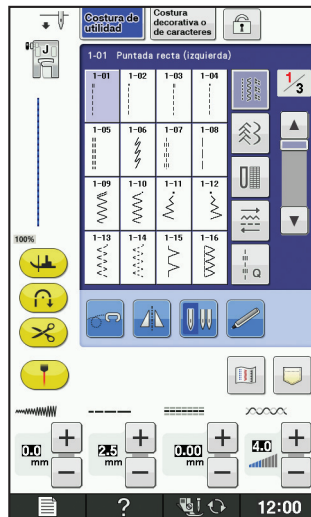 Costura de utilidad
Costura decorativa o de caracteres
J
1-01 Puntada recta (izquierda)
1-01 1-02 1-03 1-04
1/3
1-05 1-06 1-07 1-08
1-09 1-10 1-11 1-12
100%
1-13 1-14 1-15 1-16
Q
0.0 mm + −
2.5 mm + −
0.00 mm + −
4.0 + −
?
12:00